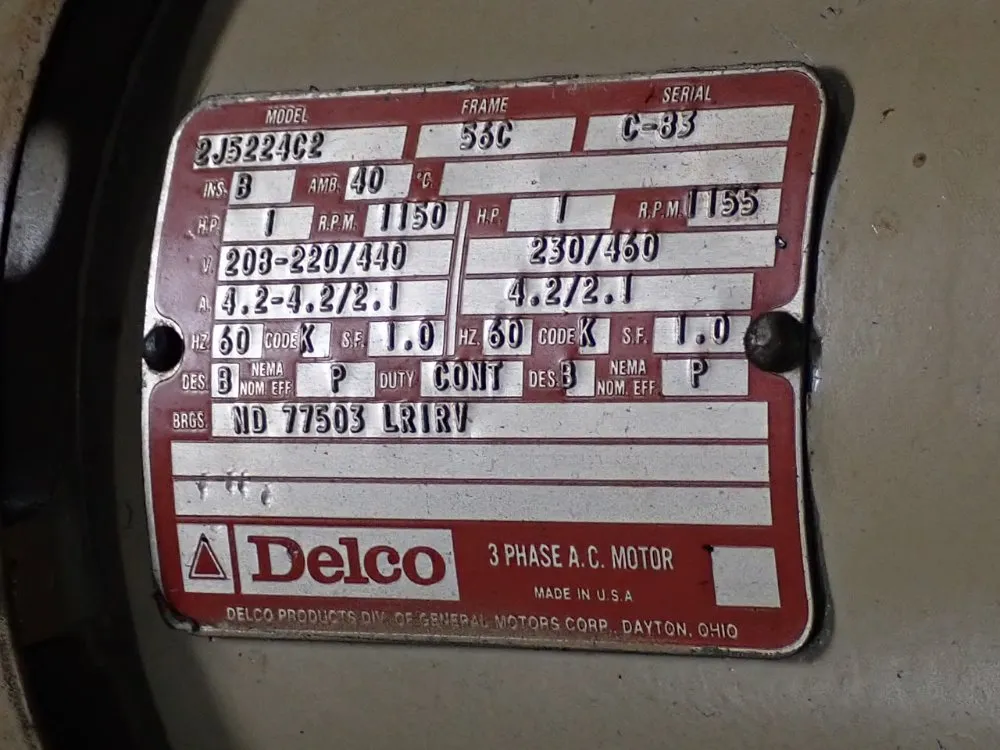 MODEL FRAME SERIAL
2J5224C2 56C C-83
INS. B AMB. 40 °C.
H.P. 1 R.P.M. 1150 H.P. 1 R.P.M. 1155
V. 208-220/440 230/460
A. 4.2-4.2/2.1 4.2/2.1
HZ. 60 CODE K S.F. 1.0 HZ. 60 CODE K S.F. 1.0
DES. B NEMA NOM. EFF. P DUTY CONT DES. B NEMA NOM. EFF. P
BRGS. ND 77503 LRIRV
Delco 3 PHASE A.C. MOTOR
MADE IN U.S.A
DELCO PRODUCTS DIV. OF GENERAL MOTORS CORP., DAYTON, OHIO